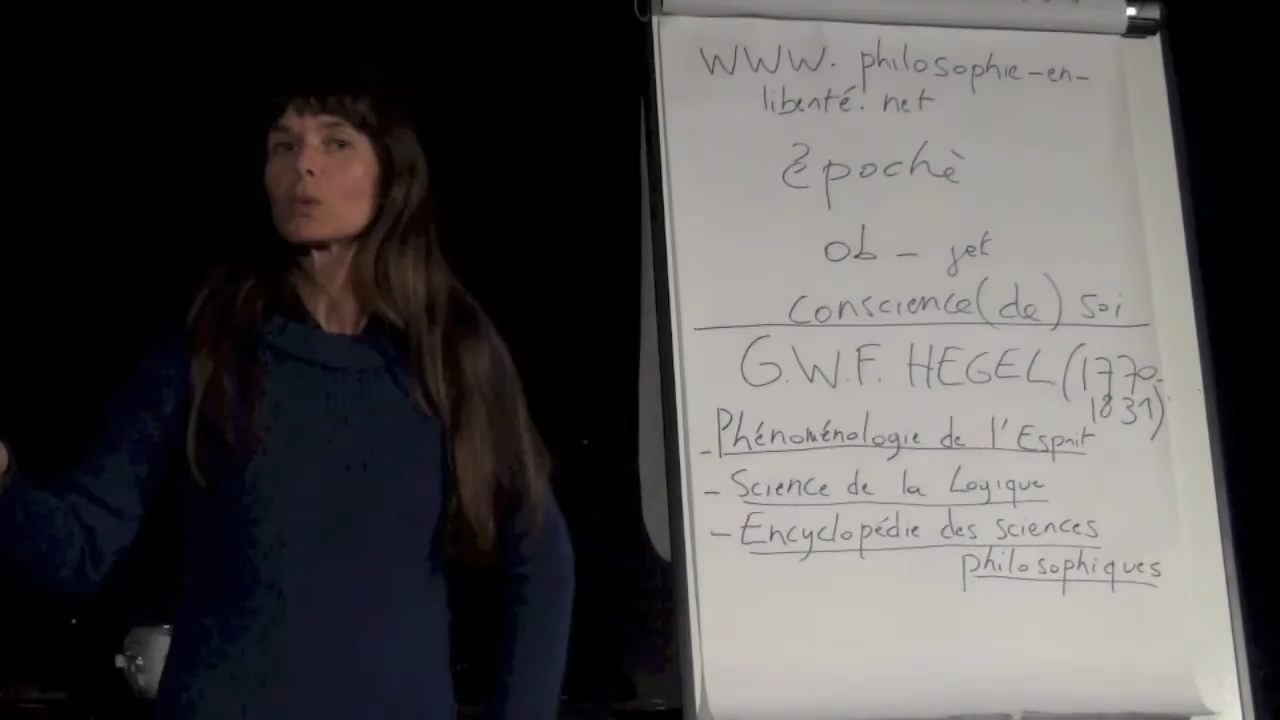 WWW. philosophie-en-
liberté.net
Epochè
ob - jet
conscience (de) soi
G.W.F. HEGEL (1770-
1831)
- Phénoménologie de l'Esprit
- Science de la Logique
- Encyclopédie des sciences
philosophiques